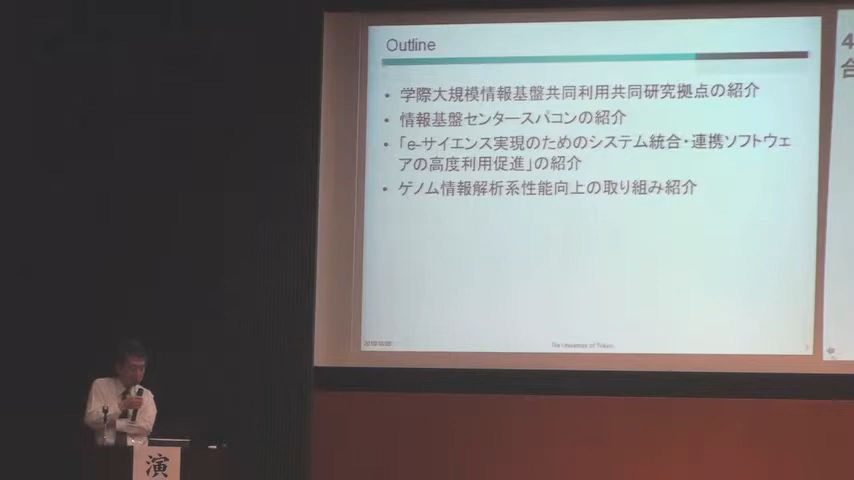 Outline
• 学際大規模情報基盤共同利用共同研究拠点の紹介
• 情報基盤センタースパコンの紹介
• 「e-サイエンス実現のためのシステム統合・連携ソフトウェ
アの高度利用促進」の紹介
• ゲノム情報解析系性能向上の取り組み紹介
The University of Tokyo
4
合
演